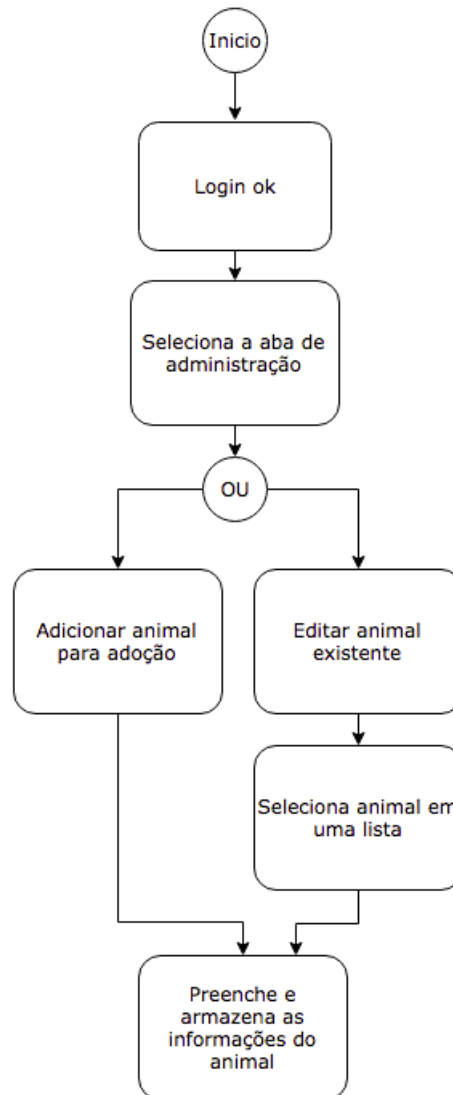 Inicio
Login ok
Seleciona a aba de
administração
OU
Adicionar animal
para adoção
Editar animal
existente
Seleciona animal em
uma lista
Preenche e
armazena as
informações do
animal